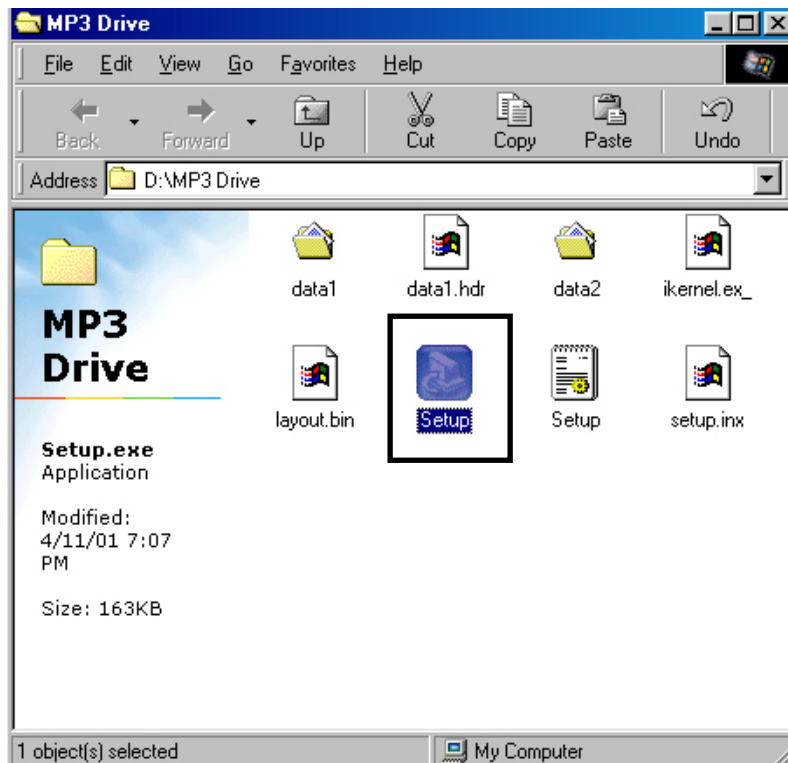 MP3 Drive
File Edit View Go Favorites Help
Back Forward Up Cut Copy Paste Undo
Address D:\MP3 Drive
MP3
Drive
Setup.exe
Application
Modified:
4/11/01 7:07
PM
Size: 163KB
data1 data1.hdr data2 ikernel.ex_
layout.bin Setup Setup setup.inx
1 object(s) selected My Computer